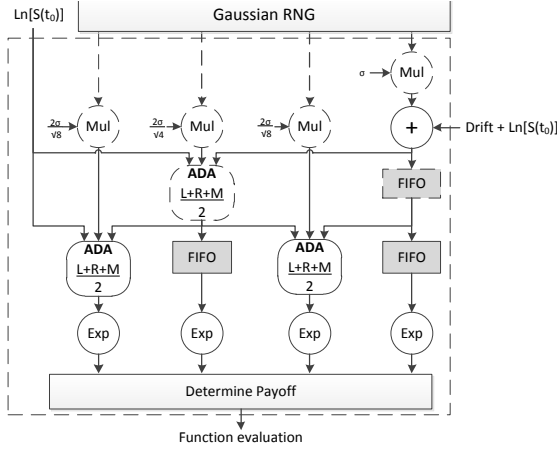 Ln[S(t₀)]
Gaussian RNG
σ
Mul
2σ
√8
Mul
2σ
√4
Mul
2σ
√8
Mul
+
Drift + Ln[S(t₀)]
ADA
L+R+M
2
FIFO
ADA
L+R+M
2
FIFO
ADA
L+R+M
2
FIFO
Exp
Exp
Exp
Exp
Determine Payoff
Function evaluation